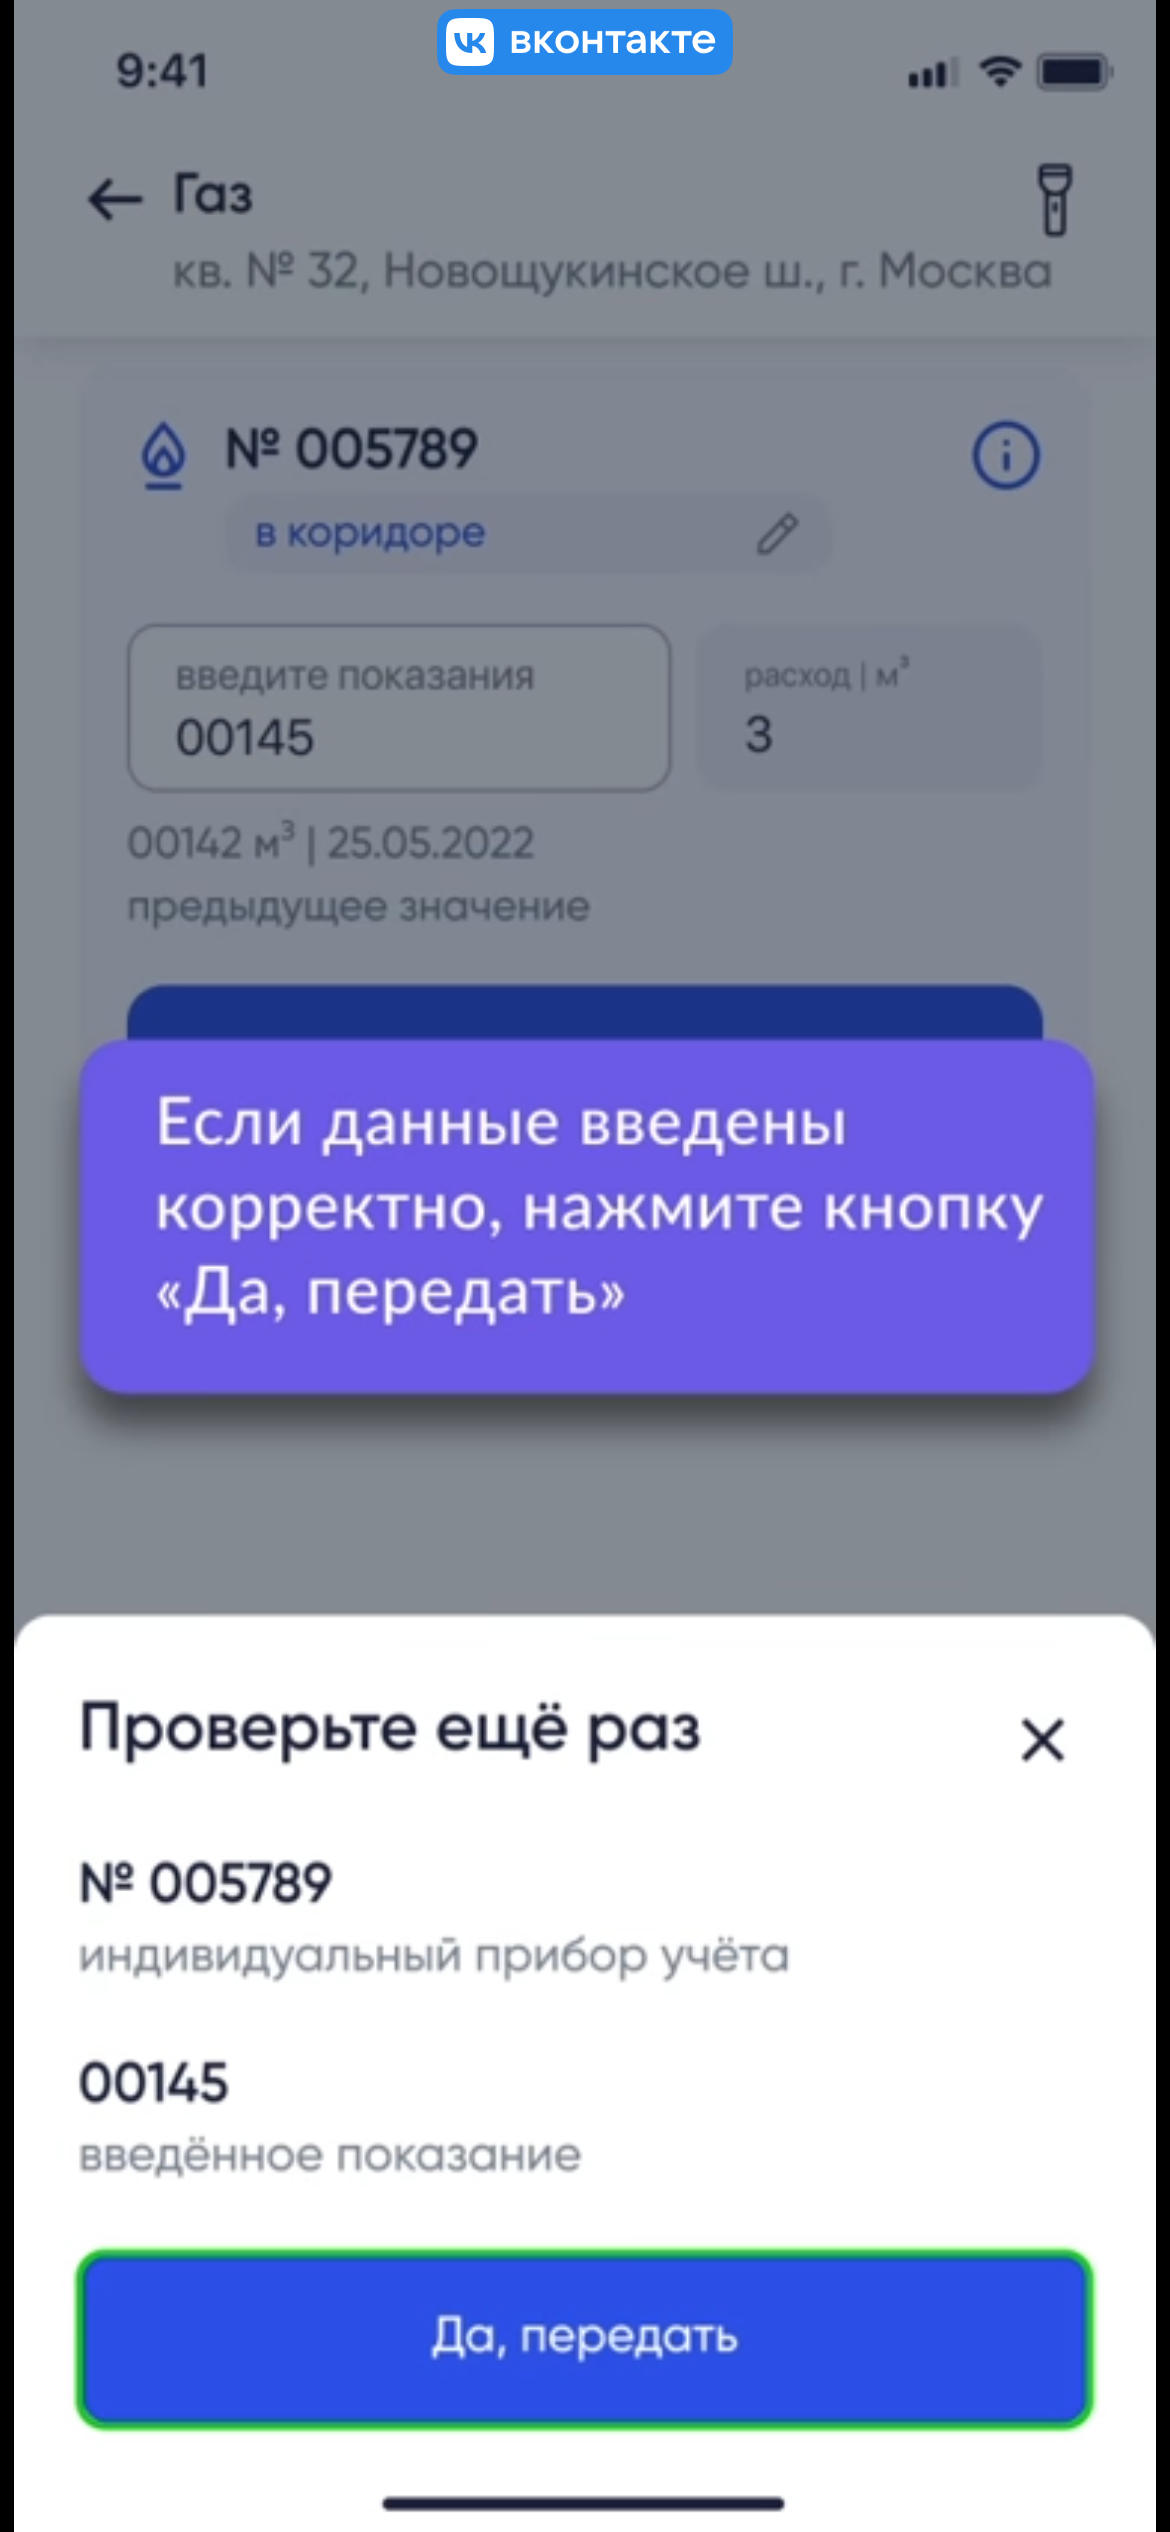 вконтакте
9:41
Газ
кв. № 32, Новощукинское ш., г. Москва
№ 005789
в коридоре
введите показания
00145
расход | м³
3
00142 м³ | 25.05.2022
предыдущее значение
Если данные введены
корректно, нажмите кнопку
«Да, передать»
Проверьте ещё раз
№ 005789
индивидуальный прибор учёта
00145
введённое показание
Да, передать